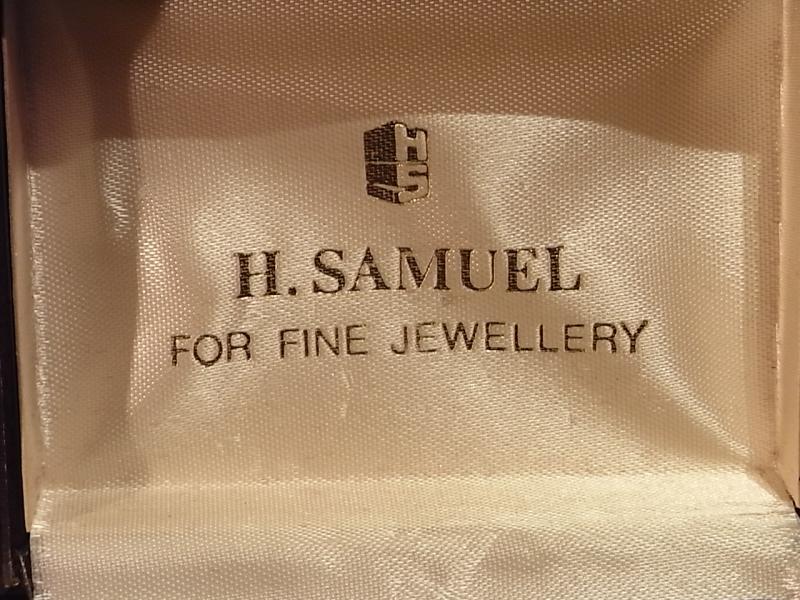 HS
H. SAMUEL
FOR FINE JEWELLERY